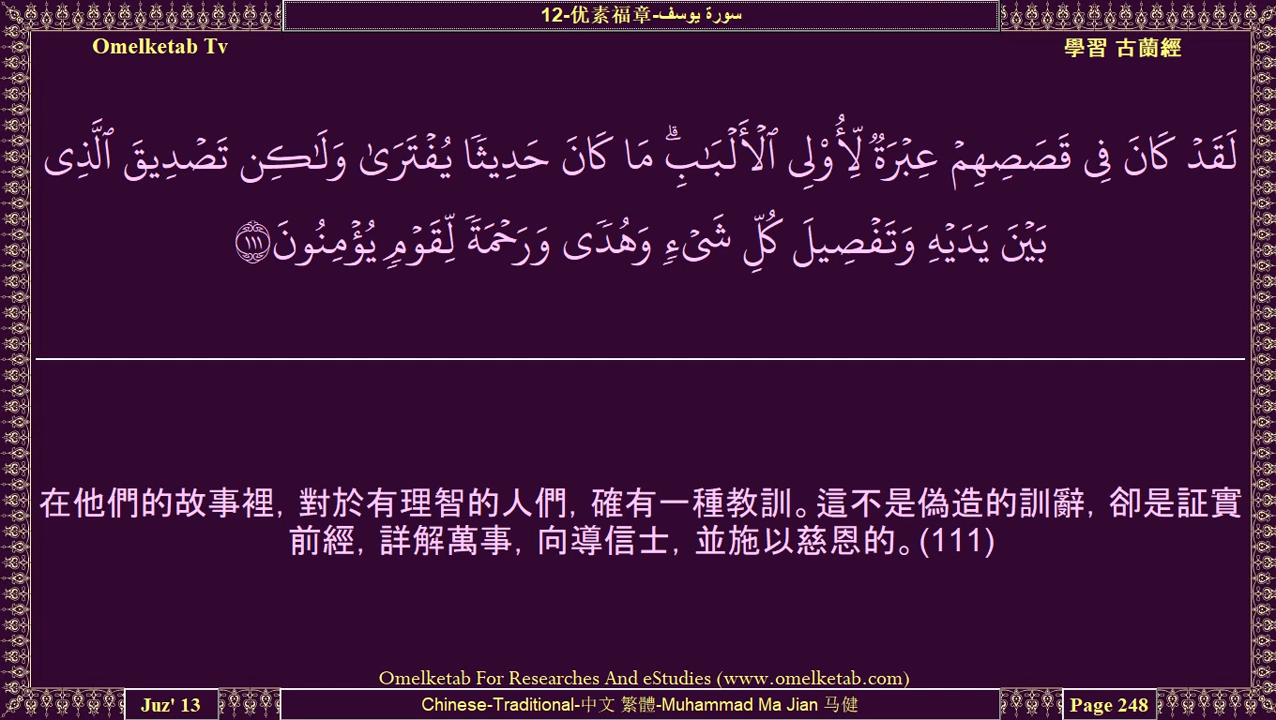 12-优素福章-سورة يوسف
Omelketab Tv
學習 古蘭經
لَقَدۡ كَانَ فِى قَصَصِهِمۡ عِبۡرَةٌ لِّأُوْلِى ٱلۡأَلۡبَـٰبِ‌ۗ مَا كَانَ حَدِيثًا يُفۡتَرَىٰ وَلَـٰڪِن تَصۡدِيقَ ٱلَّذِى
بَيۡنَ يَدَيۡهِ وَتَفۡصِيلَ ڪُلِّ شَىۡءٍ وَهُدًى وَرَحۡمَةً لِّقَوۡمٍ يُؤۡمِنُونَ ١١١
在他們的故事裡, 對於有理智的人們, 確有一種教訓。這不是偽造的訓辭, 卻是証實
前經, 詳解萬事, 向導信士, 並施以慈恩的。(111)
Omelketab For Researches And eStudies (www.omelketab.com)
Juz' 13
Chinese-Traditional-中文 繁體-Muhammad Ma Jian 马健
Page 248